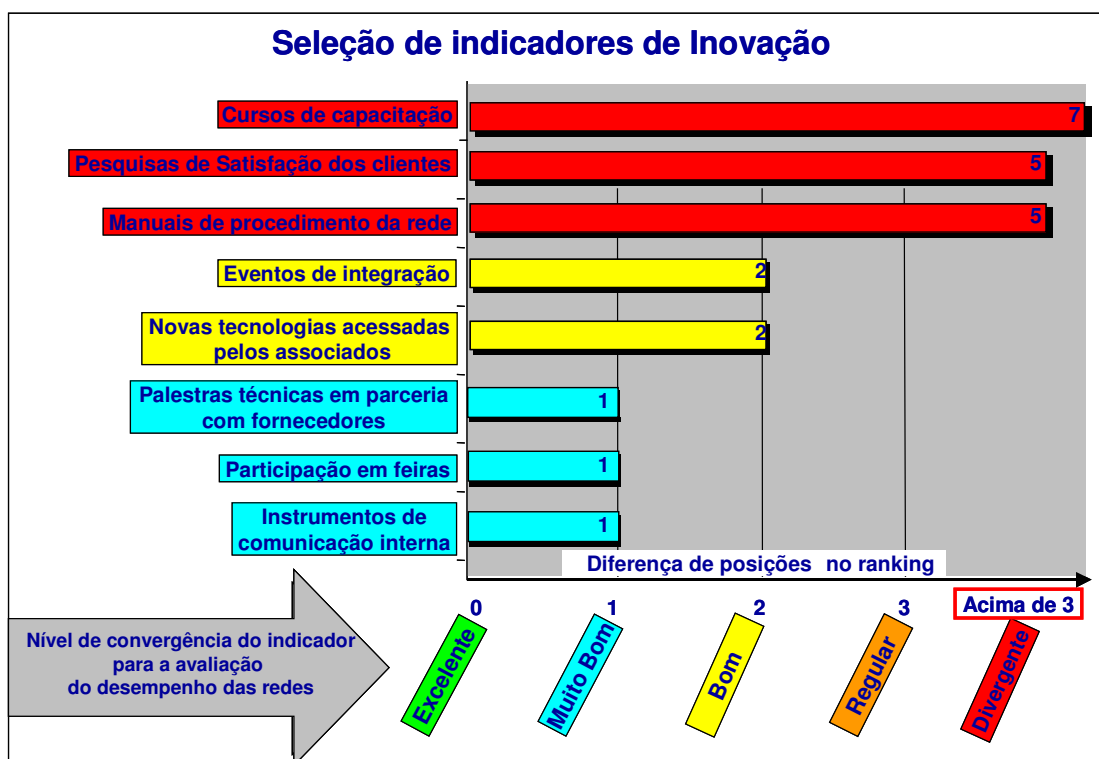 Seleção de indicadores de Inovação
Cursos de capacitação
7
Pesquisas de Satisfação dos clientes
5
Manuais de procedimento da rede
5
Eventos de integração
2
Novas tecnologias acessadas
pelos associados
2
Palestras técnicas em parceria
com fornecedores
1
Participação em feiras
1
Instrumentos de
comunicação interna
1
Diferença de posições no ranking
0
1
2
3
Acima de 3
Nível de convergência do indicador
para a avaliação
do desempenho das redes
Excelente
Muito Bom
Bom
Regular
Divergente